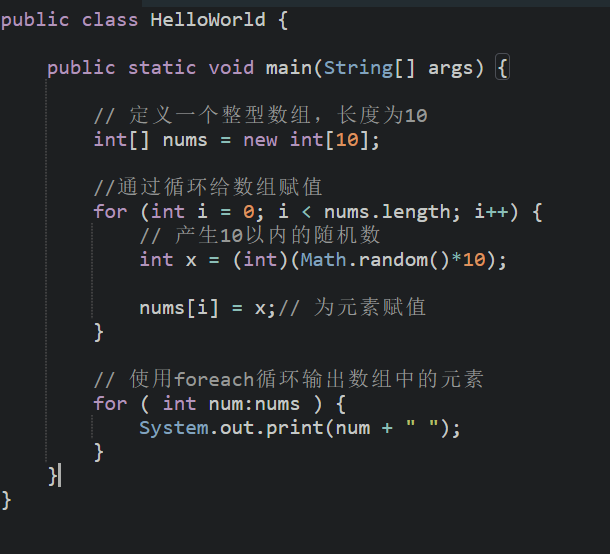 public class HelloWorld {
public static void main(String[] args) {
// 定义一个整型数组，长度为10
int[] nums = new int[10];
//通过循环给数组赋值
for (int i = 0; i < nums.length; i++) {
// 产生10以内的随机数
int x = (int)(Math.random()*10);
nums[i] = x;// 为元素赋值
}
// 使用foreach循环输出数组中的元素
for ( int num:nums ) {
System.out.print(num + " ");
}
}
}